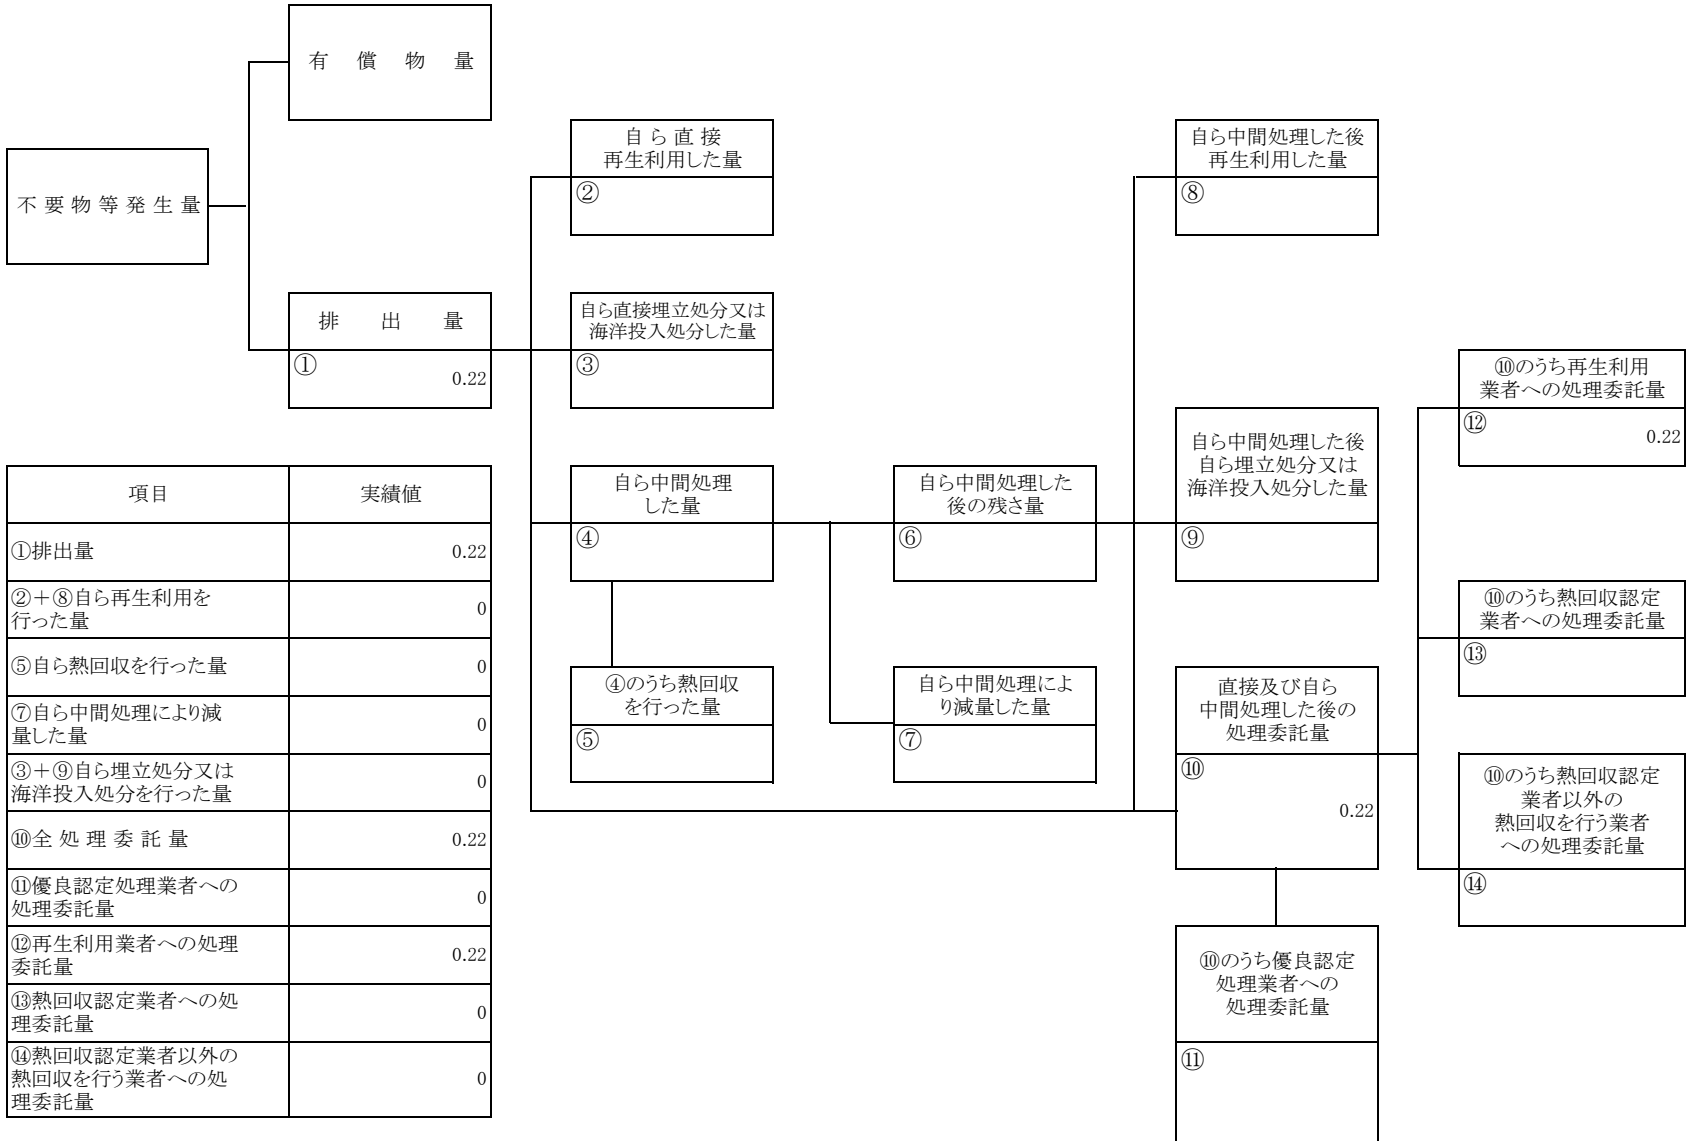 有償物量
不要物等発生量
排出量
①
0.22
自ら直接
再生利用した量
②
自ら直接埋立処分又は
海洋投入処分した量
③
自ら中間処理
した量
④
④のうち熱回収
を行った量
⑤
自ら中間処理した
後の残さ量
⑥
自ら中間処理によ
り減量した量
⑦
自ら中間処理した後
再生利用した量
⑧
自ら中間処理した後
自ら埋立処分又は
海洋投入処分した量
⑨
直接及び自ら
中間処理した後の
処理委託量
⑩
0.22
⑩のうち優良認定
処理業者への
処理委託量
⑪
⑩のうち再生利用
業者への処理委託量
⑫
0.22
⑩のうち熱回収認定
業者への処理委託量
⑬
⑩のうち熱回収認定
業者以外の
熱回収を行う業者
への処理委託量
⑭
項目 実績値
①排出量 0.22
②＋⑧自ら再生利用を
行った量 0
⑤自ら熱回収を行った量 0
⑦自ら中間処理により減
量した量 0
③＋⑨自ら埋立処分又は
海洋投入処分を行った量 0
⑩全処理委託量 0.22
⑪優良認定処理業者への
処理委託量 0
⑫再生利用業者への処理
委託量 0.22
⑬熱回収認定業者への処
理委託量 0
⑭熱回収認定業者以外の
熱回収を行う業者への処
理委託量 0